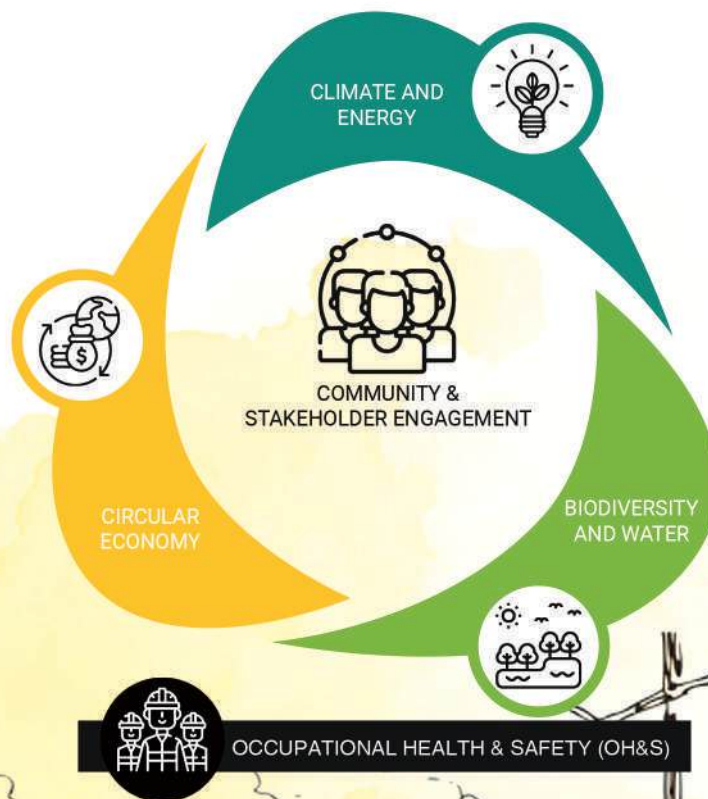 CLIMATE AND
ENERGY
$
COMMUNITY &
STAKEHOLDER ENGAGEMENT
CIRCULAR
ECONOMY
BIODIVERSITY
AND WATER
OCCUPATIONAL HEALTH & SAFETY (OH&S)